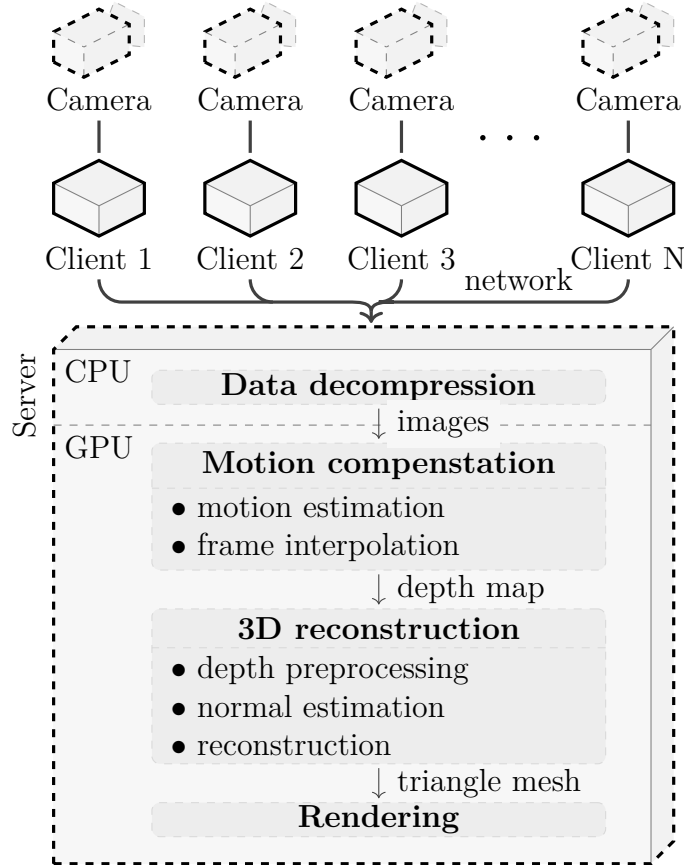 Camera Camera Camera Camera
. . .
Client 1 Client 2 Client 3 Client N
network
Server
CPU
Data decompression
↓ images
GPU
Motion compenstation
• motion estimation
• frame interpolation
↓ depth map
3D reconstruction
• depth preprocessing
• normal estimation
• reconstruction
↓ triangle mesh
Rendering